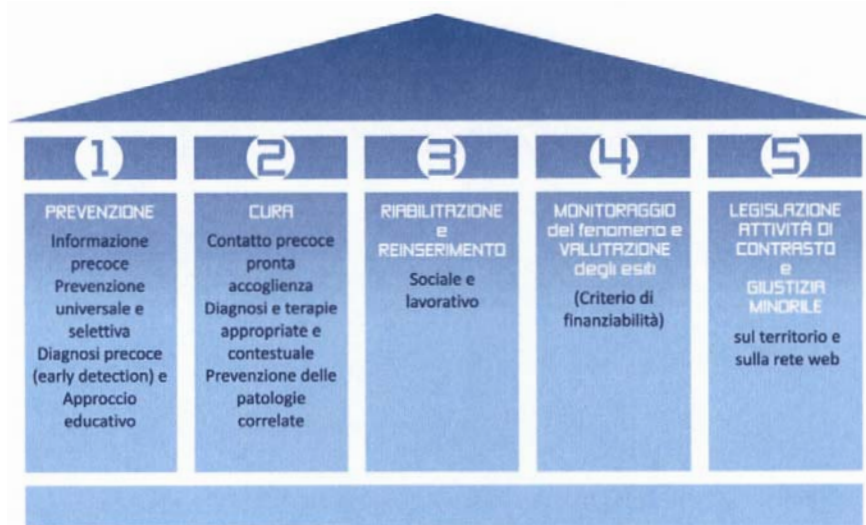 1
PREVENZIONE
Informazione
precoce
Prevenzione
universale e
selettiva
Diagnosi precoce
(early detection) e
Approccio
educativo
2
CURA
Contatto precoce
pronta
accoglienza
Diagnosi e terapie
appropriate e
contestuale
Prevenzione delle
patologie
correlate
3
RIABILITAZIONE
e
REINSERIMENTO
Sociale e
lavorativo
4
MONITORAGGIO
del fenomeno e
VALUTAZIONE
degli esiti
(Criterio di
finanziabilità)
5
LEGISLAZIONE
ATTIVITÀ DI
CONTRASTO
e
GIUSTIZIA
MINORILE
sul territorio e
sulla rete web